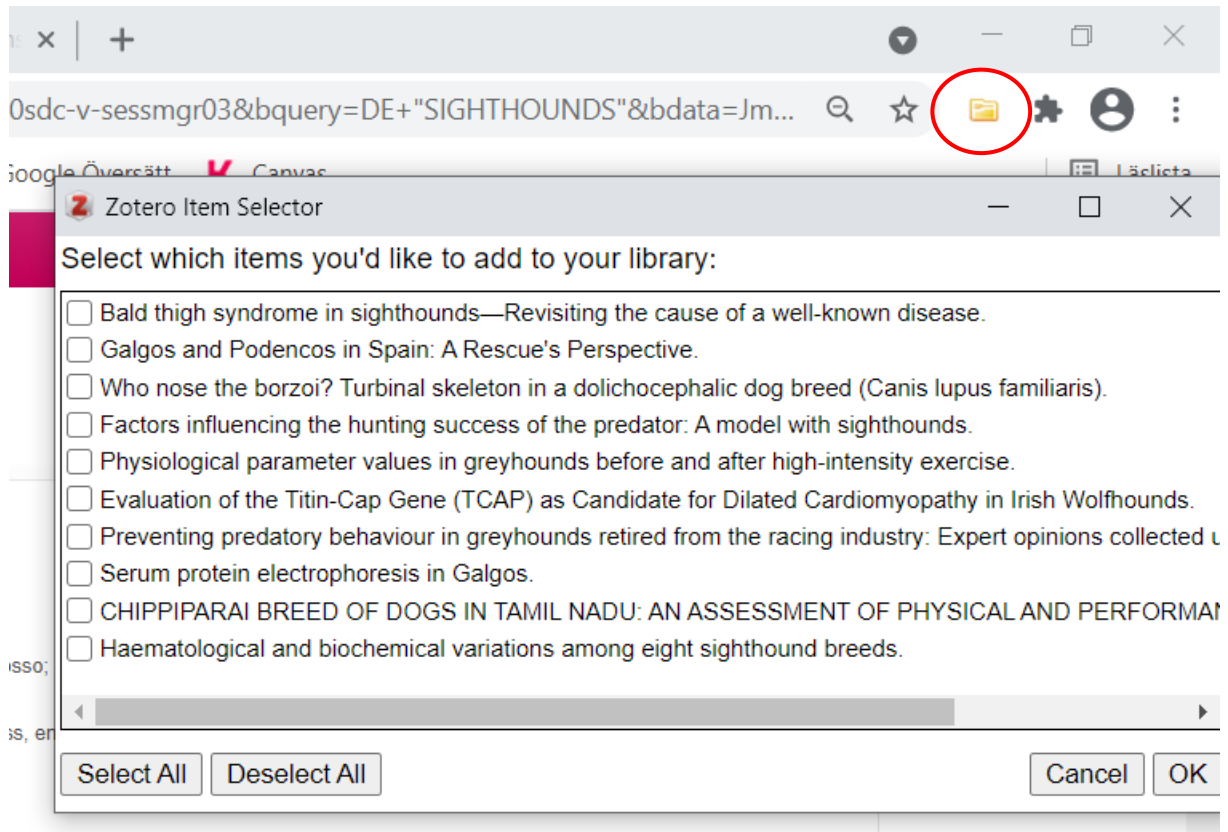 0sdc-v-sessmgr03&bquery=DE+"SIGHTHOUNDS"&bdata=Jm...
Google Översätt Canvas Läslista
Zotero Item Selector
Select which items you'd like to add to your library:
Bald thigh syndrome in sighthounds—Revisiting the cause of a well-known disease.
Galgos and Podencos in Spain: A Rescue's Perspective.
Who nose the borzoi? Turbinal skeleton in a dolichocephalic dog breed (Canis lupus familiaris).
Factors influencing the hunting success of the predator: A model with sighthounds.
Physiological parameter values in greyhounds before and after high-intensity exercise.
Evaluation of the Titin-Cap Gene (TCAP) as Candidate for Dilated Cardiomyopathy in Irish Wolfhounds.
Preventing predatory behaviour in greyhounds retired from the racing industry: Expert opinions collected u
Serum protein electrophoresis in Galgos.
CHIPPIPARAI BREED OF DOGS IN TAMIL NADU: AN ASSESSMENT OF PHYSICAL AND PERFORMAN
Haematological and biochemical variations among eight sighthound breeds.
sso;
ss, en
Select All Deselect All Cancel OK